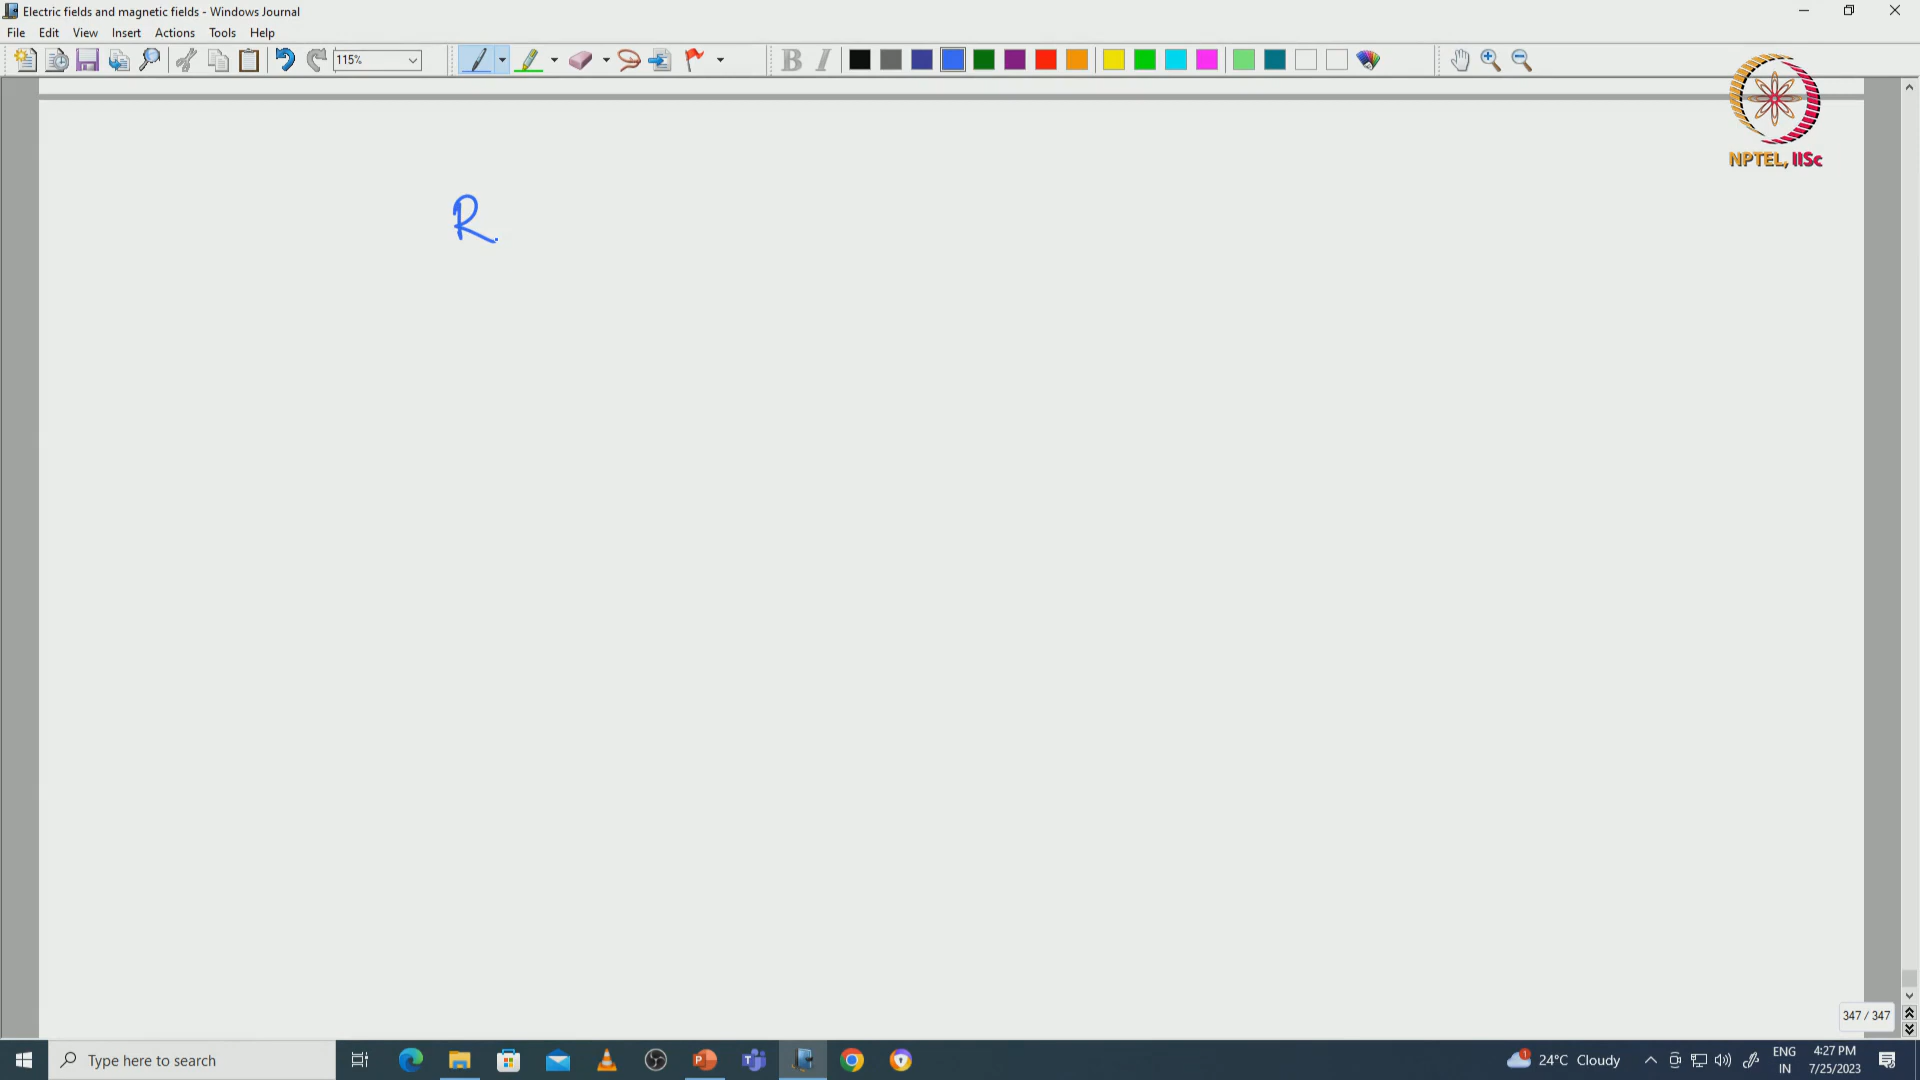 Electric fields and magnetic fields - Windows Journal
File Edit View Insert Actions Tools Help
115%
B I
NPTEL, IISc
R
347 / 347
Type here to search
24°C Cloudy
ENG
IN
4:27 PM
7/25/2023